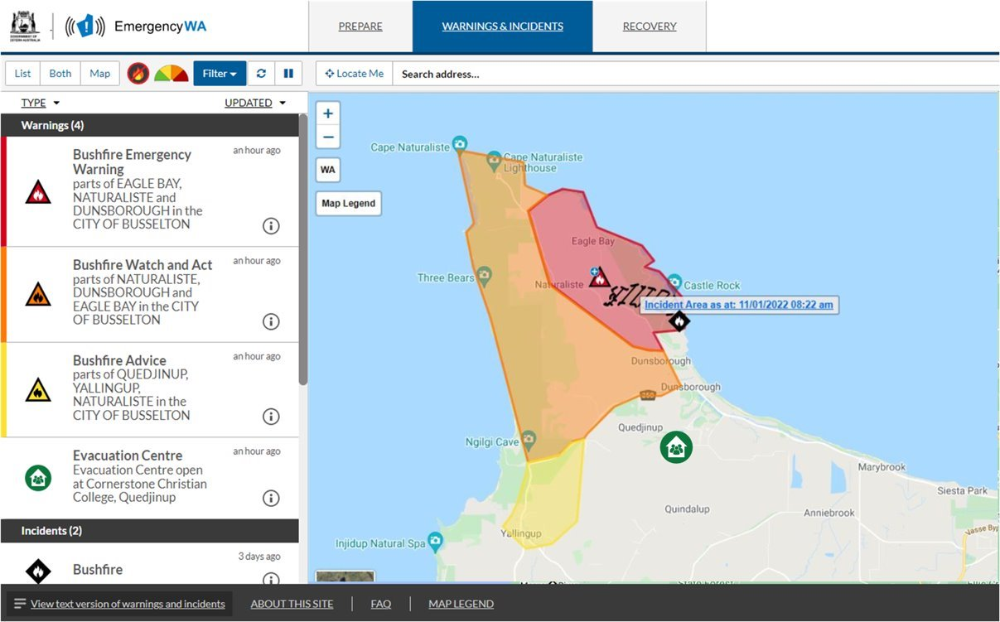 GOVERNMENT OF
WESTERN AUSTRALIA
EmergencyWA
PREPARE
WARNINGS & INCIDENTS
RECOVERY
List
Both
Map
Filter
Locate Me
Search address...
TYPE
UPDATED
Warnings (4)
Bushfire Emergency
Warning
an hour ago
parts of EAGLE BAY,
NATURALISTE and
DUNSBOROUGH in the
CITY OF BUSSELTON
Bushfire Watch and Act
an hour ago
parts of NATURALISTE,
DUNSBOROUGH and
EAGLE BAY in the CITY
OF BUSSELTON
Bushfire Advice
an hour ago
parts of QUEDJINUP,
YALLINGUP,
NATURALISTE in the
CITY OF BUSSELTON
Evacuation Centre
an hour ago
Evacuation Centre open
at Cornerstone Christian
College, Quedjinup
Incidents (2)
3 days ago
Bushfire
+
−
WA
Map Legend
Cape Naturaliste
Cape Naturaliste
Lighthouse
Eagle Bay
Three Bears
Naturaliste
Castle Rock
Incident Area as at: 11/01/2022 08:22 am
Dunsborough
Dunsborough
Quedjinup
Ngilgi Cave
Marybrook
Siesta Park
Quindalup
Anniebrook
Yallingup
Vasse Byp
Injidup Natural Spa
View text version of warnings and incidents
ABOUT THIS SITE
FAQ
MAP LEGEND